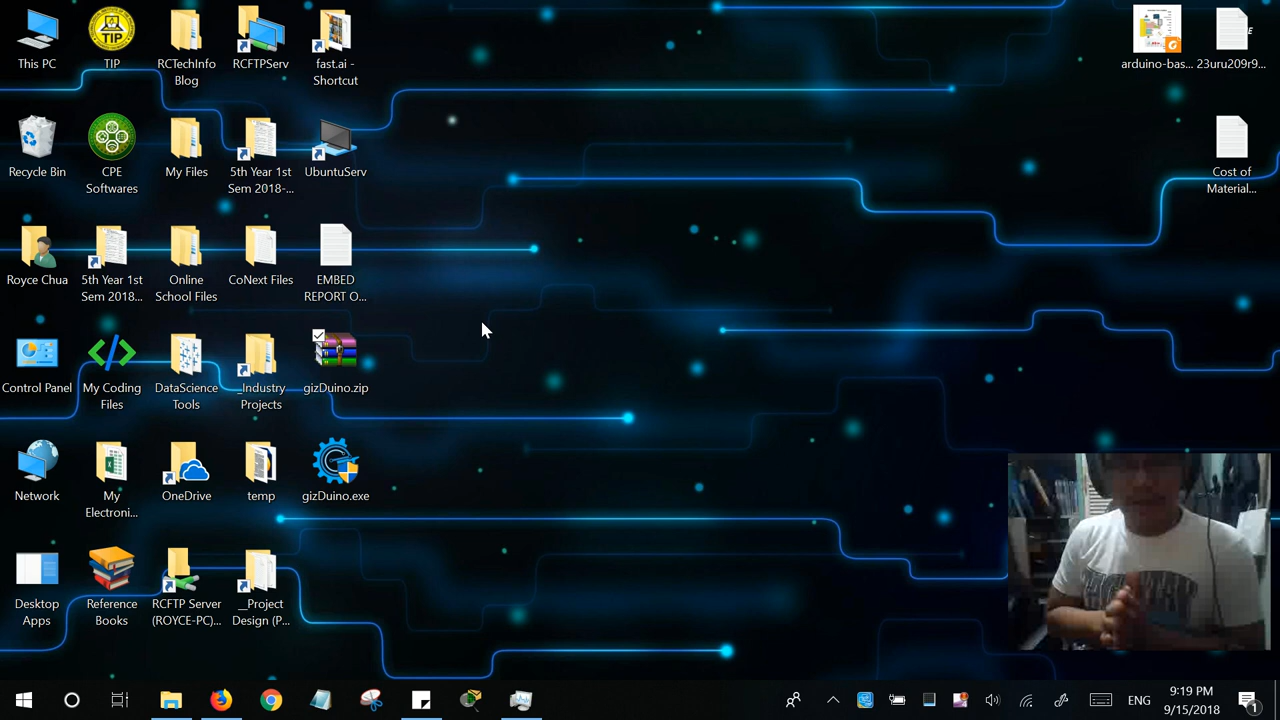 This PC
TIP
TIP
RCTechInfo
Blog
RCFTPServ
fast.ai -
Shortcut
arduino-bas...
23uru209r9...
Recycle Bin
CPE
Softwares
My Files
5th Year 1st
Sem 2018-...
UbuntuServ
Cost of
Material...
Royce Chua
5th Year 1st
Sem 2018...
Online
School Files
CoNext Files
EMBED
REPORT O...
Control Panel
My Coding
Files
DataScience
Tools
_Industry
Projects
gizDuino.zip
Network
My
Electroni...
OneDrive
temp
gizDuino.exe
Desktop
Apps
Reference
Books
RCFTP Server
(ROYCE-PC)...
__Project
Design (P...
ENG
9:19 PM
9/15/2018
1